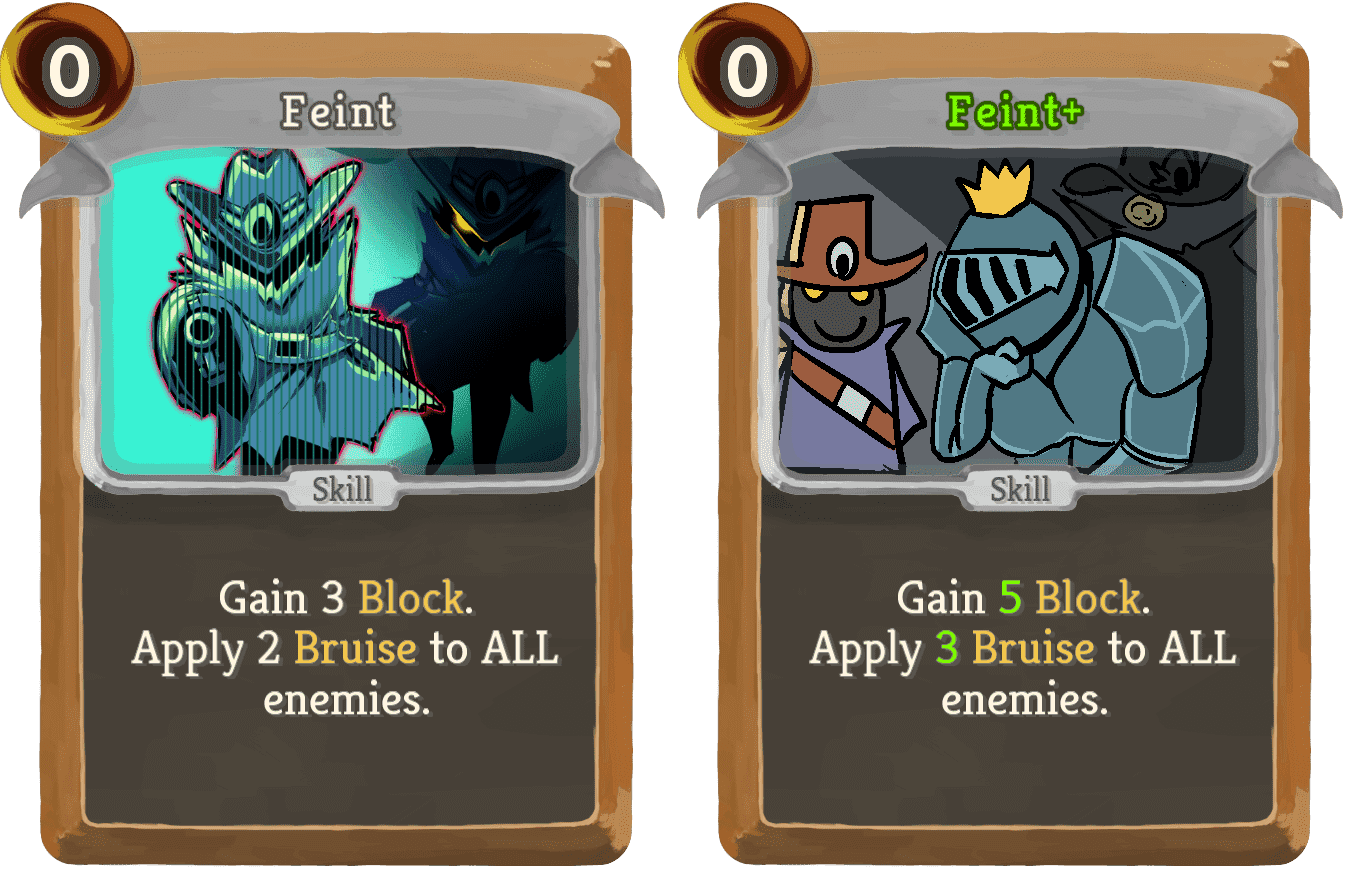 0
Feint
Skill
Gain 3 Block.
Apply 2 Bruise to ALL
enemies.
0
Feint+
Skill
Gain 5 Block.
Apply 3 Bruise to ALL
enemies.